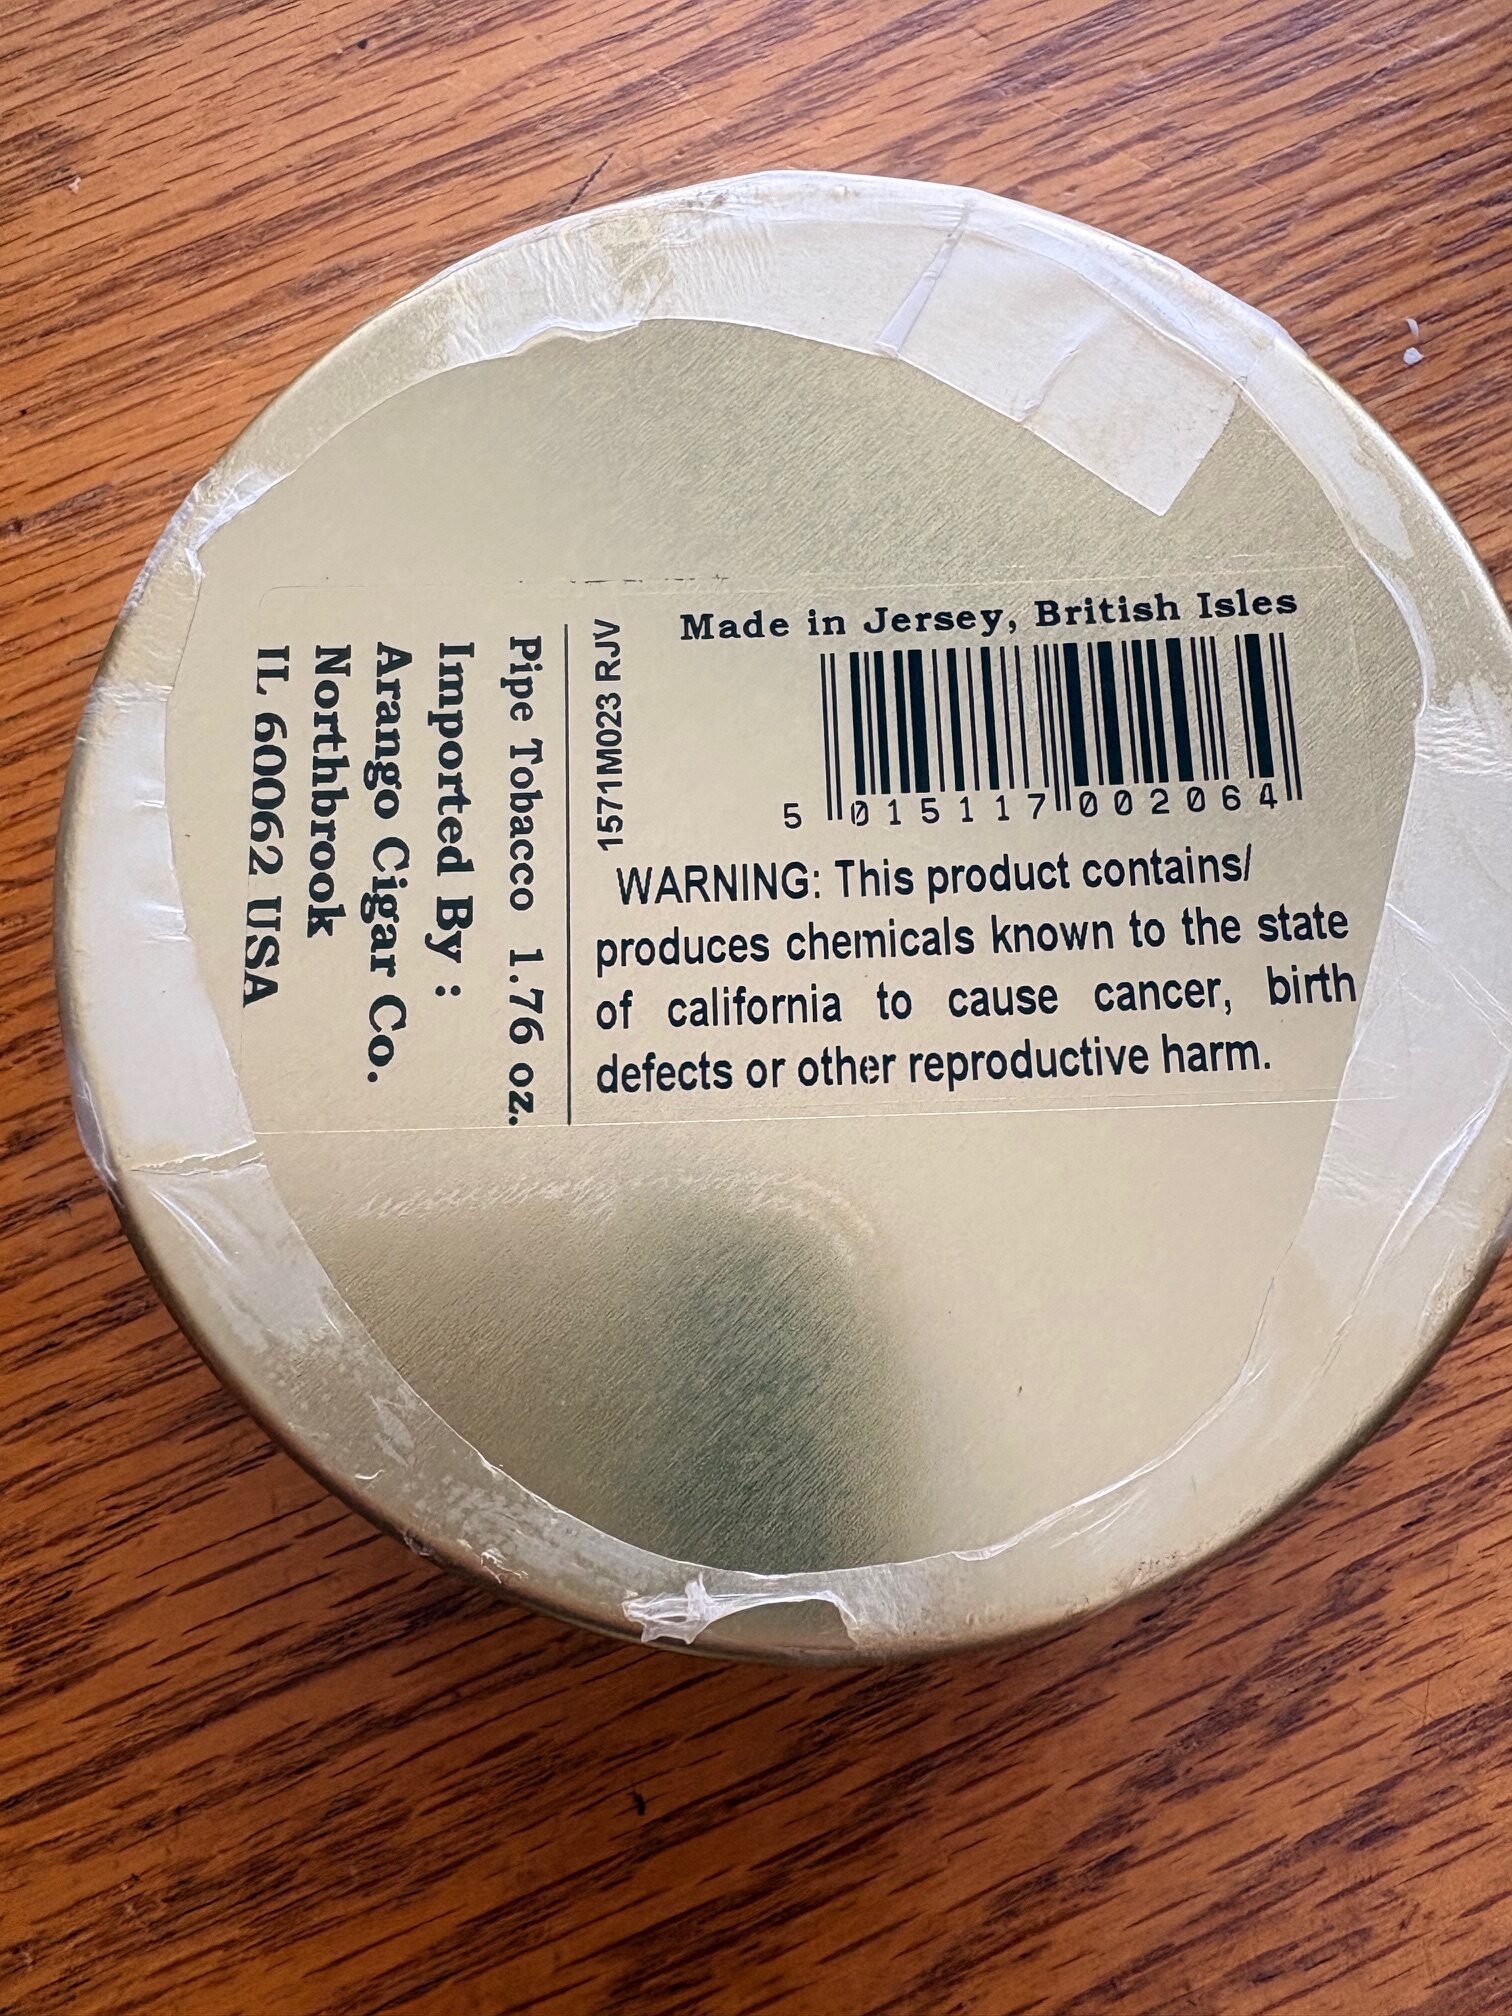 Made in Jersey, British Isles
5 015117 002064
WARNING: This product contains/
produces chemicals known to the state
of california to cause cancer, birth
defects or other reproductive harm.
1571M023 RJV
Pipe Tobacco 1.76 oz.
Imported By :
Arango Cigar Co.
Northbrook
IL 60062 USA